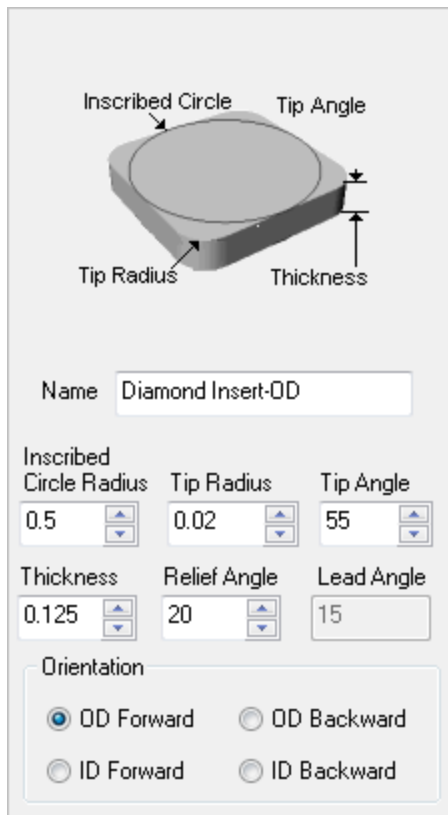 Inscribed Circle
Tip Angle
Tip Radius
Thickness
Name Diamond Insert-OD
Inscribed
Circle Radius Tip Radius Tip Angle
0.5 0.02 55
Thickness Relief Angle Lead Angle
0.125 20 15
Orientation
OD Forward OD Backward
ID Forward ID Backward